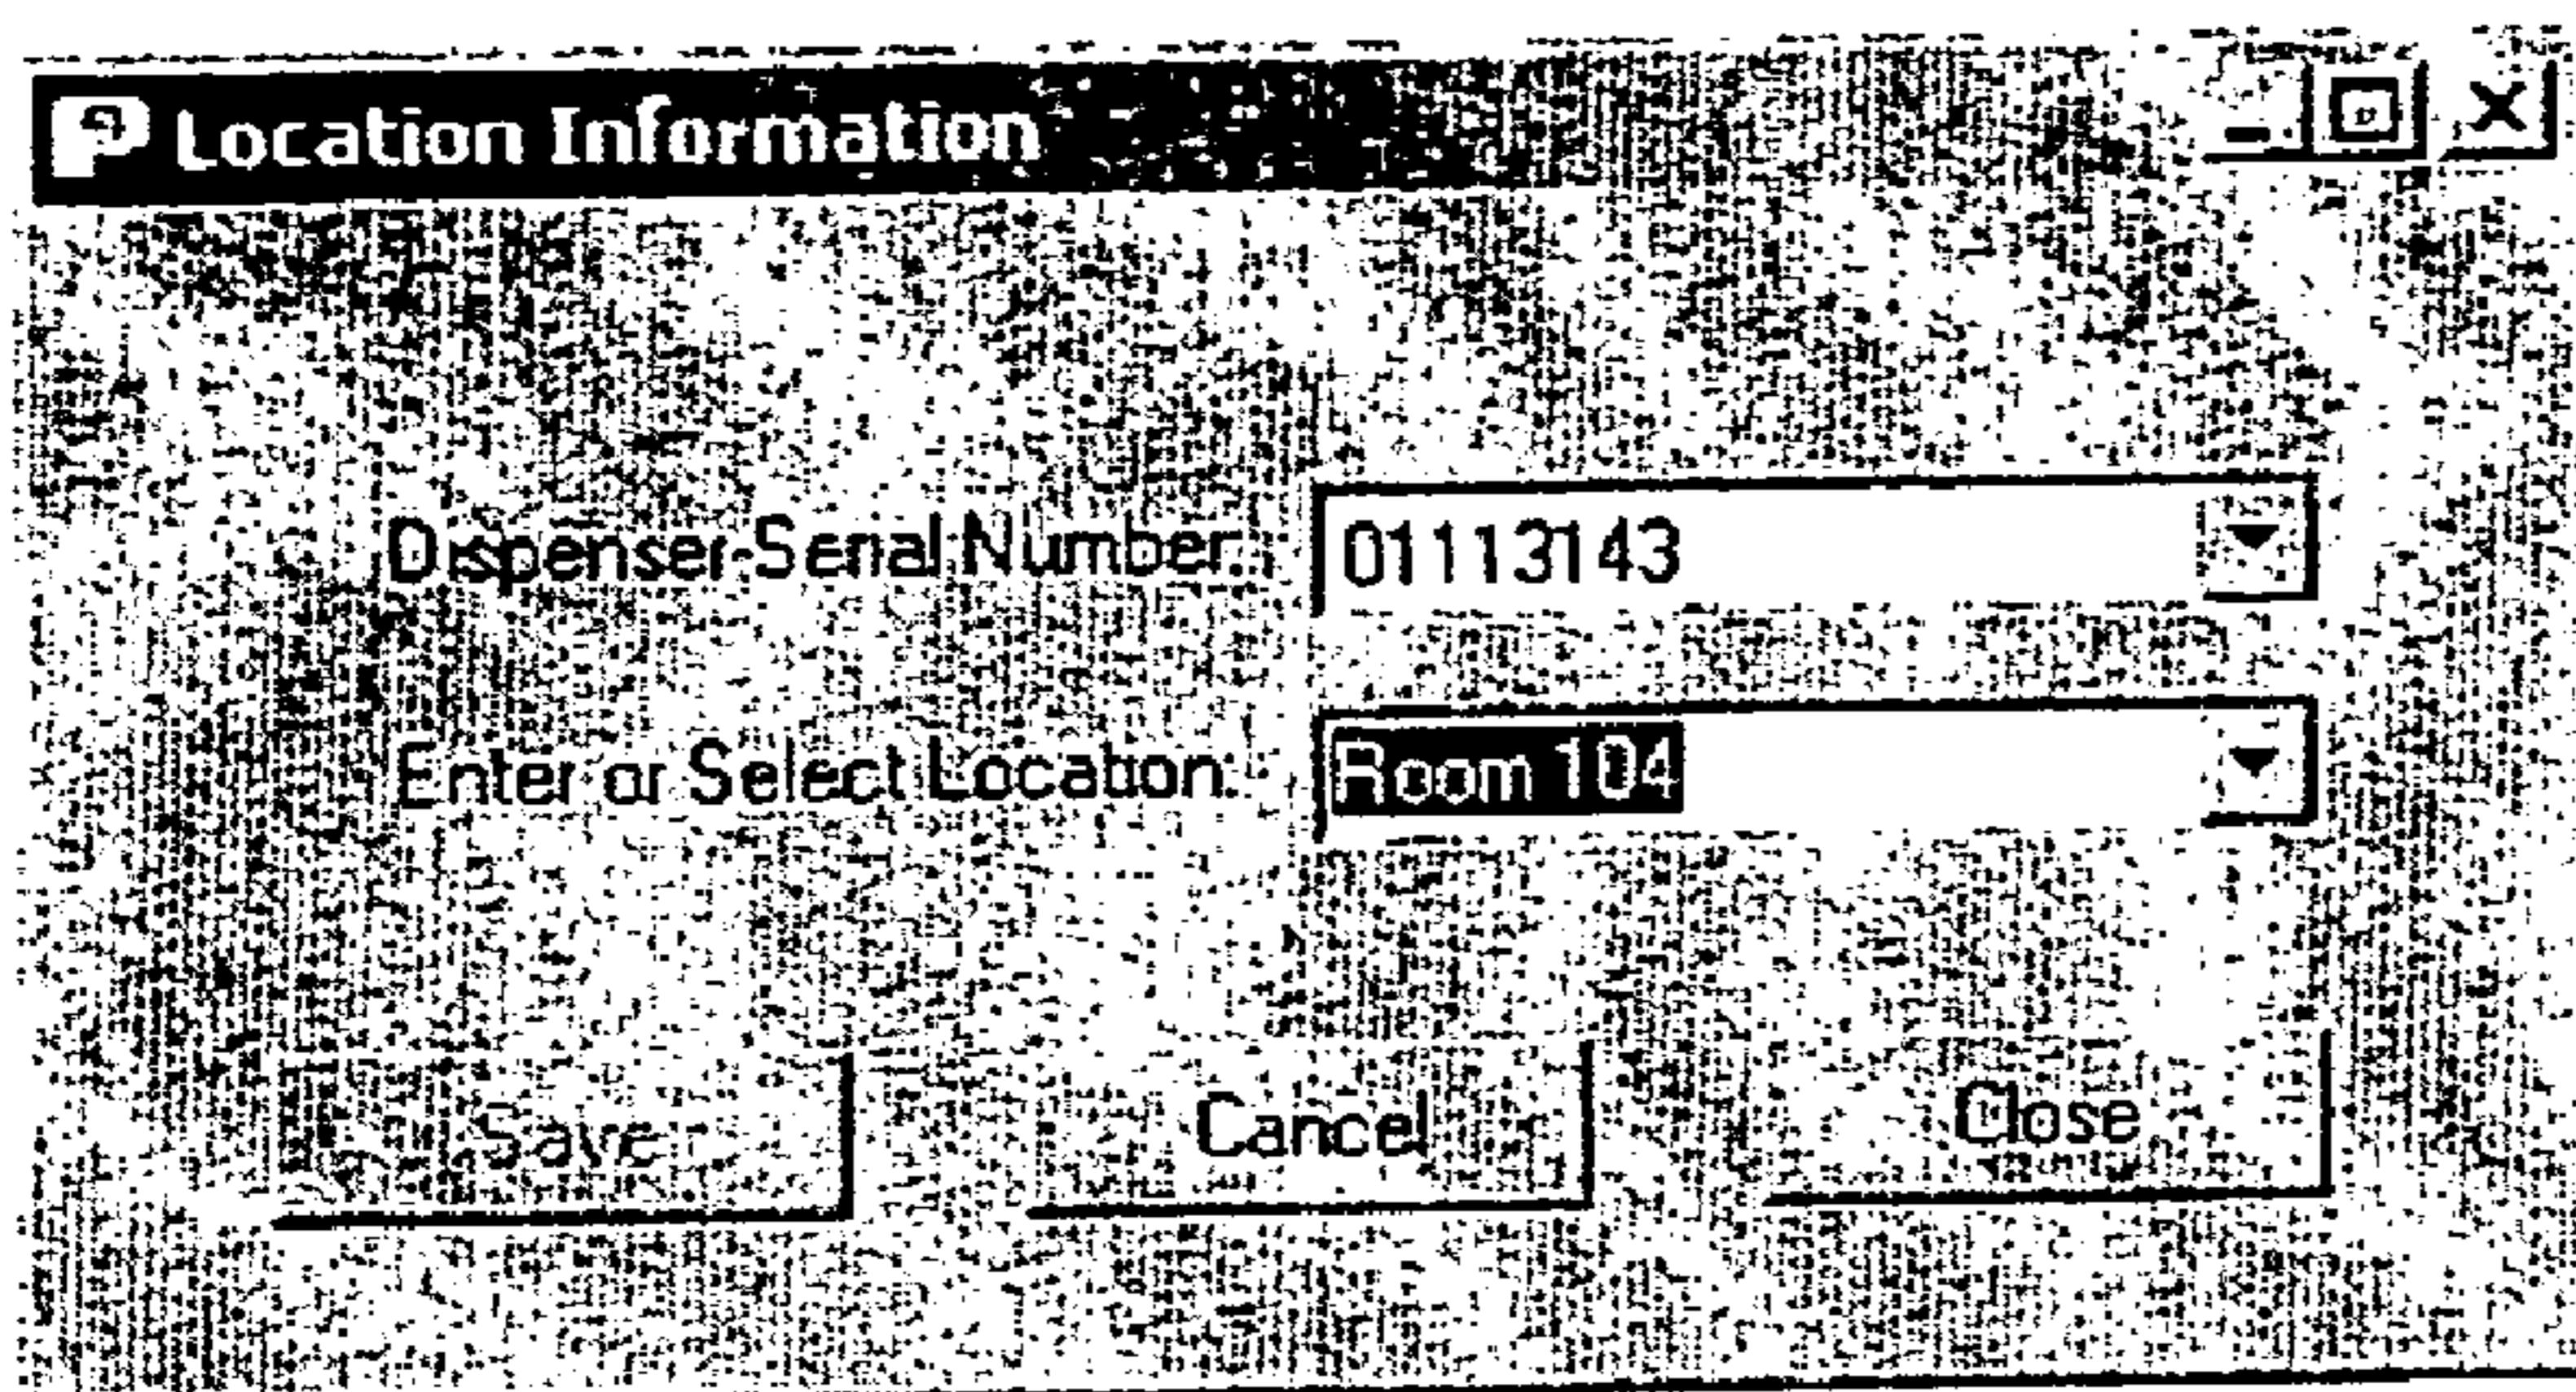 Location Information
Dispenser Serial Number: 01113143
Enter or Select Location: Room 104
Save Cancel Close